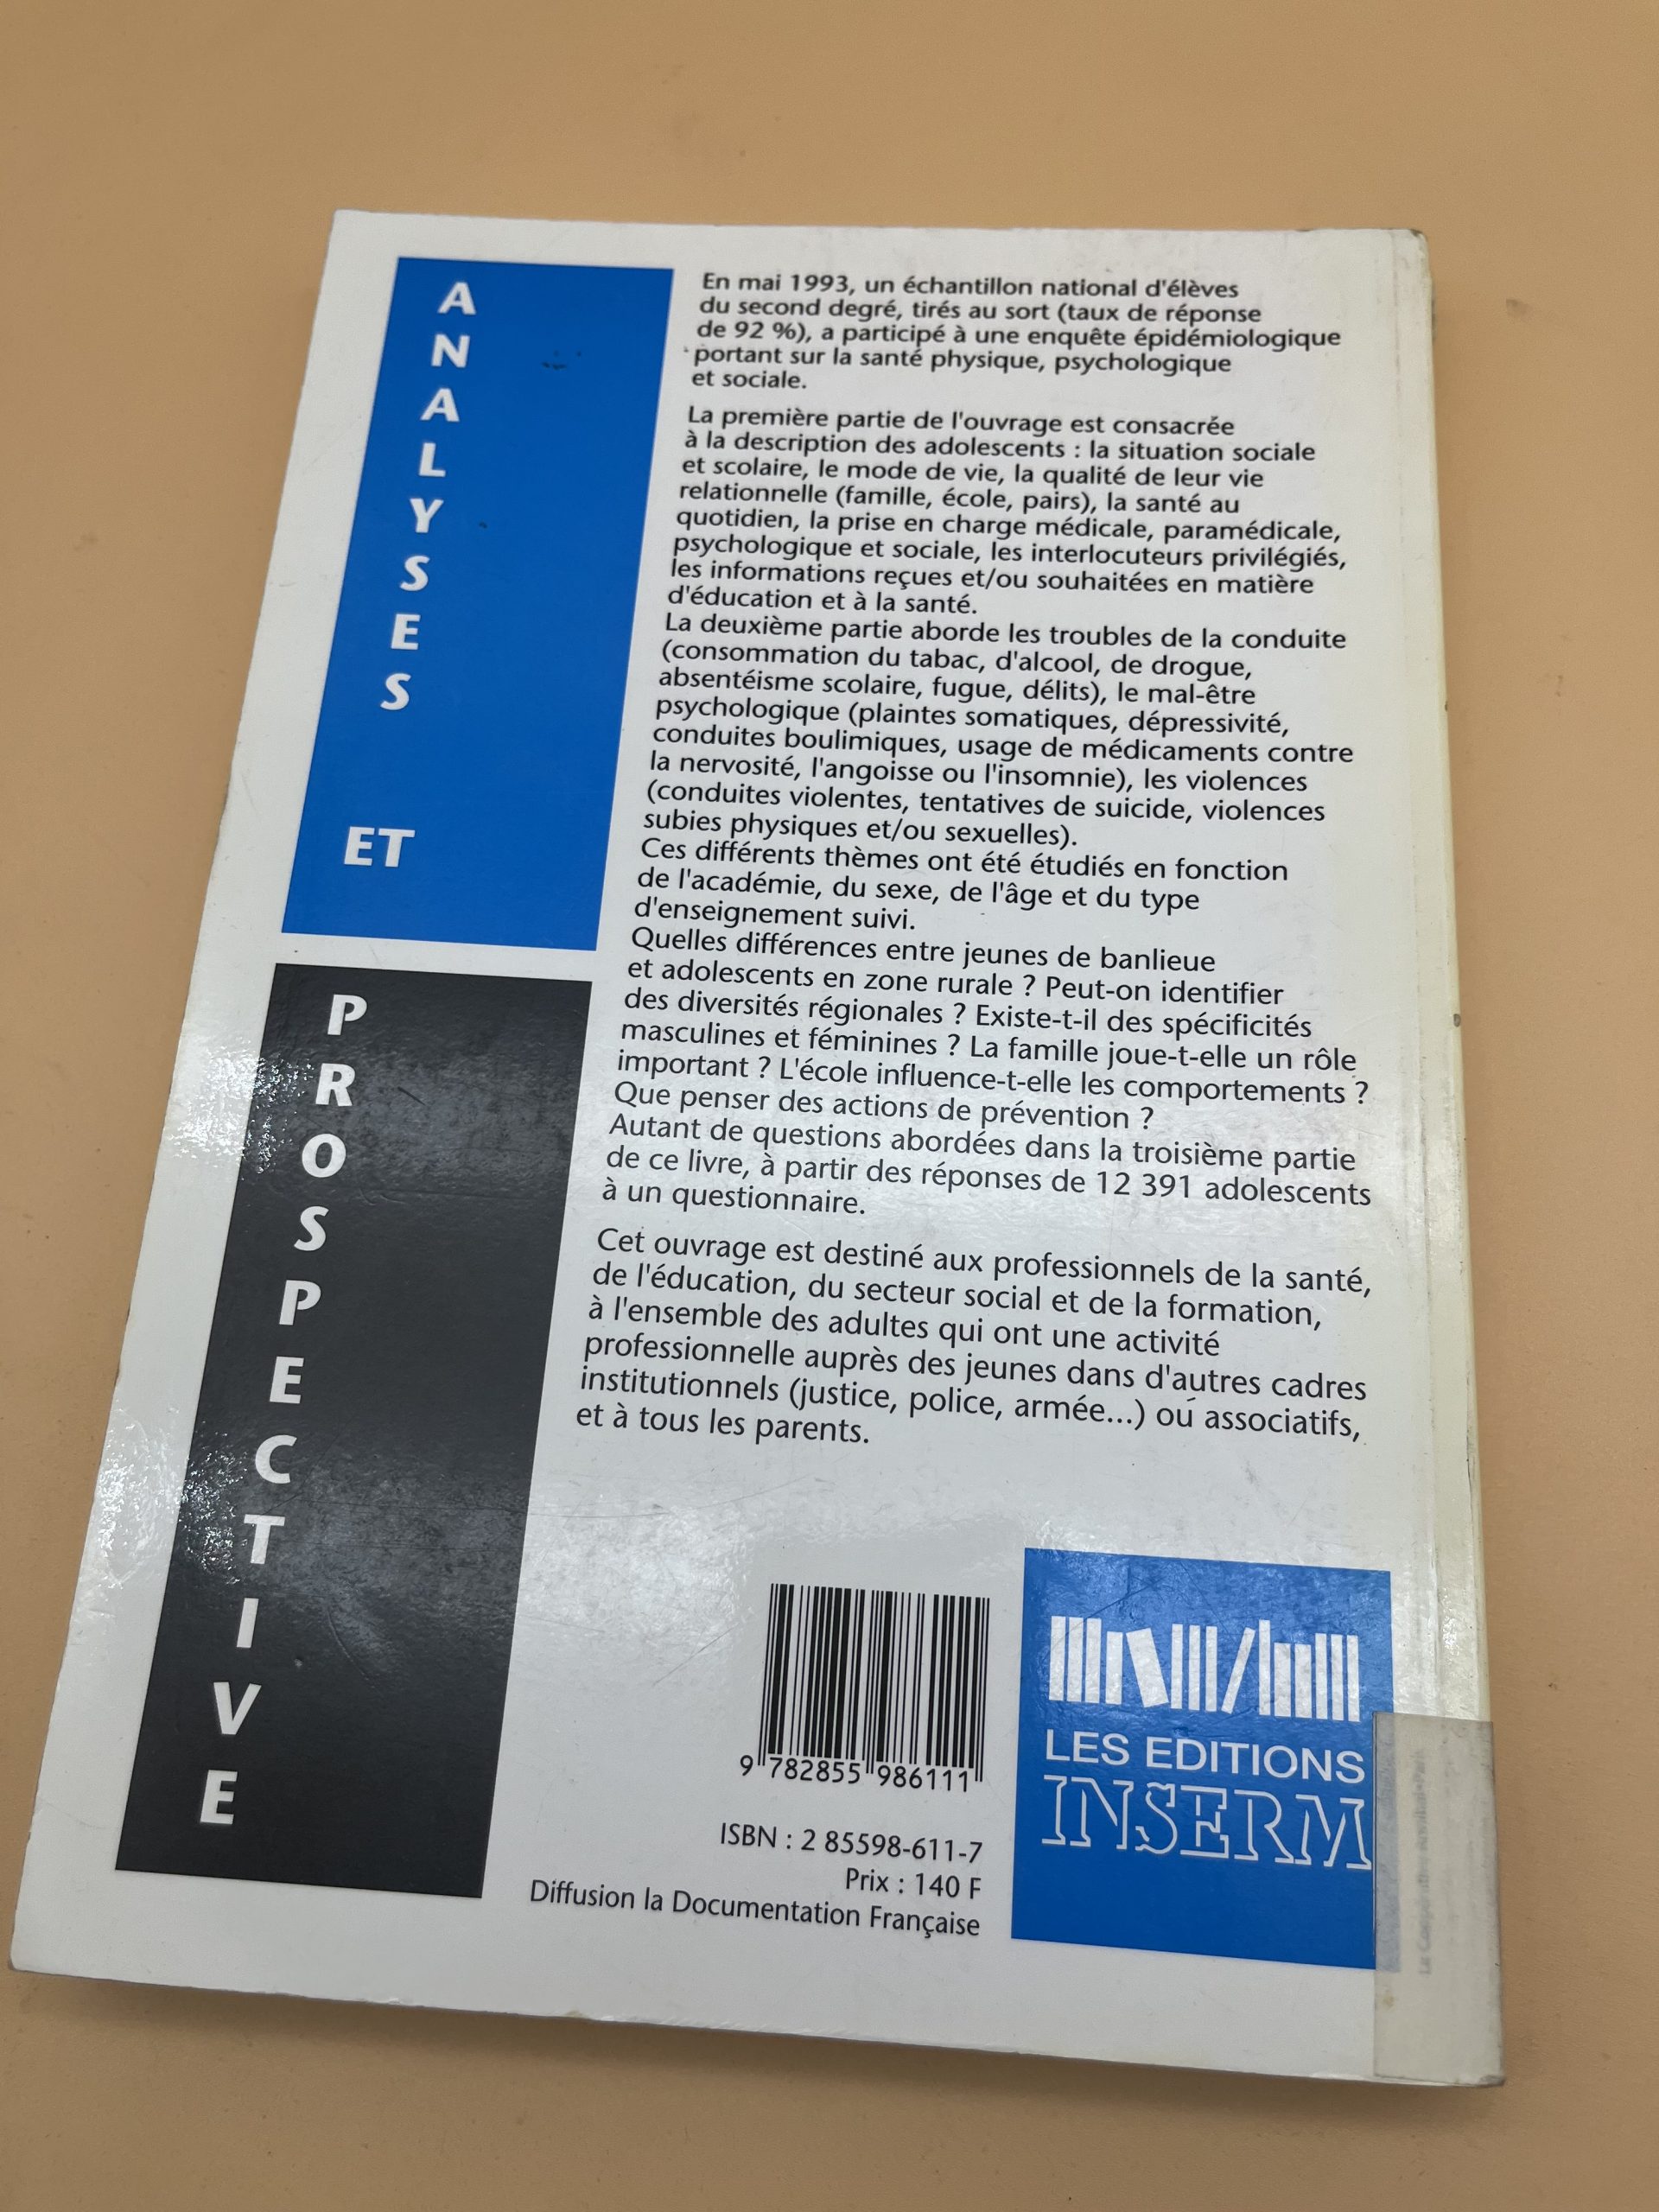 ANALYSES
ET
PROSPECTIVE
En mai 1993, un échantillon national d'élèves
du second degré, tirés au sort (taux de réponse
de 92 %), a participé à une enquête épidémiologique
portant sur la santé physique, psychologique
et sociale.
La première partie de l'ouvrage est consacrée
à la description des adolescents : la situation sociale
et scolaire, le mode de vie, la qualité de leur vie
relationnelle (famille, école, pairs), la santé au
quotidien, la prise en charge médicale, paramédicale,
psychologique et sociale, les interlocuteurs privilégiés,
les informations reçues et/ou souhaitées en matière
d'éducation et à la santé.
La deuxième partie aborde les troubles de la conduite
(consommation du tabac, d'alcool, de drogue,
absentéisme scolaire, fugue, délits), le mal-être
psychologique (plaintes somatiques, dépressivité,
conduites boulimiques, usage de médicaments contre
la nervosité, l'angoisse ou l'insomnie), les violences
(conduites violentes, tentatives de suicide, violences
subies physiques et/ou sexuelles).
Ces différents thèmes ont été étudiés en fonction
de l'académie, du sexe, de l'âge et du type
d'enseignement suivi.
Quelles différences entre jeunes de banlieue
et adolescents en zone rurale ? Peut-on identifier
des diversités régionales ? Existe-t-il des spécificités
masculines et féminines ? La famille joue-t-elle un rôle
important ? L'école influence-t-elle les comportements ?
Que penser des actions de prévention ?
Autant de questions abordées dans la troisième partie
de ce livre, à partir des réponses de 12 391 adolescents
à un questionnaire.
Cet ouvrage est destiné aux professionnels de la santé,
de l'éducation, du secteur social et de la formation,
à l'ensemble des adultes qui ont une activité
professionnelle auprès des jeunes dans d'autres cadres
institutionnels (justice, police, armée...) ou associatifs,
et à tous les parents.
9 782855 986111
ISBN : 2 85598-611-7
Prix : 140 F
Diffusion la Documentation Française
LES EDITIONS
INSERM